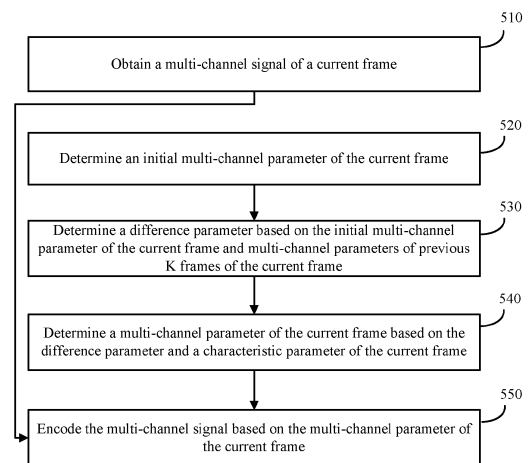 510
Obtain a multi-channel signal of a current frame
520
Determine an initial multi-channel parameter of the current frame
530
Determine a difference parameter based on the initial multi-channel
parameter of the current frame and multi-channel parameters of previous
K frames of the current frame
540
Determine a multi-channel parameter of the current frame based on the
difference parameter and a characteristic parameter of the current frame
550
Encode the multi-channel signal based on the multi-channel parameter of
the current frame